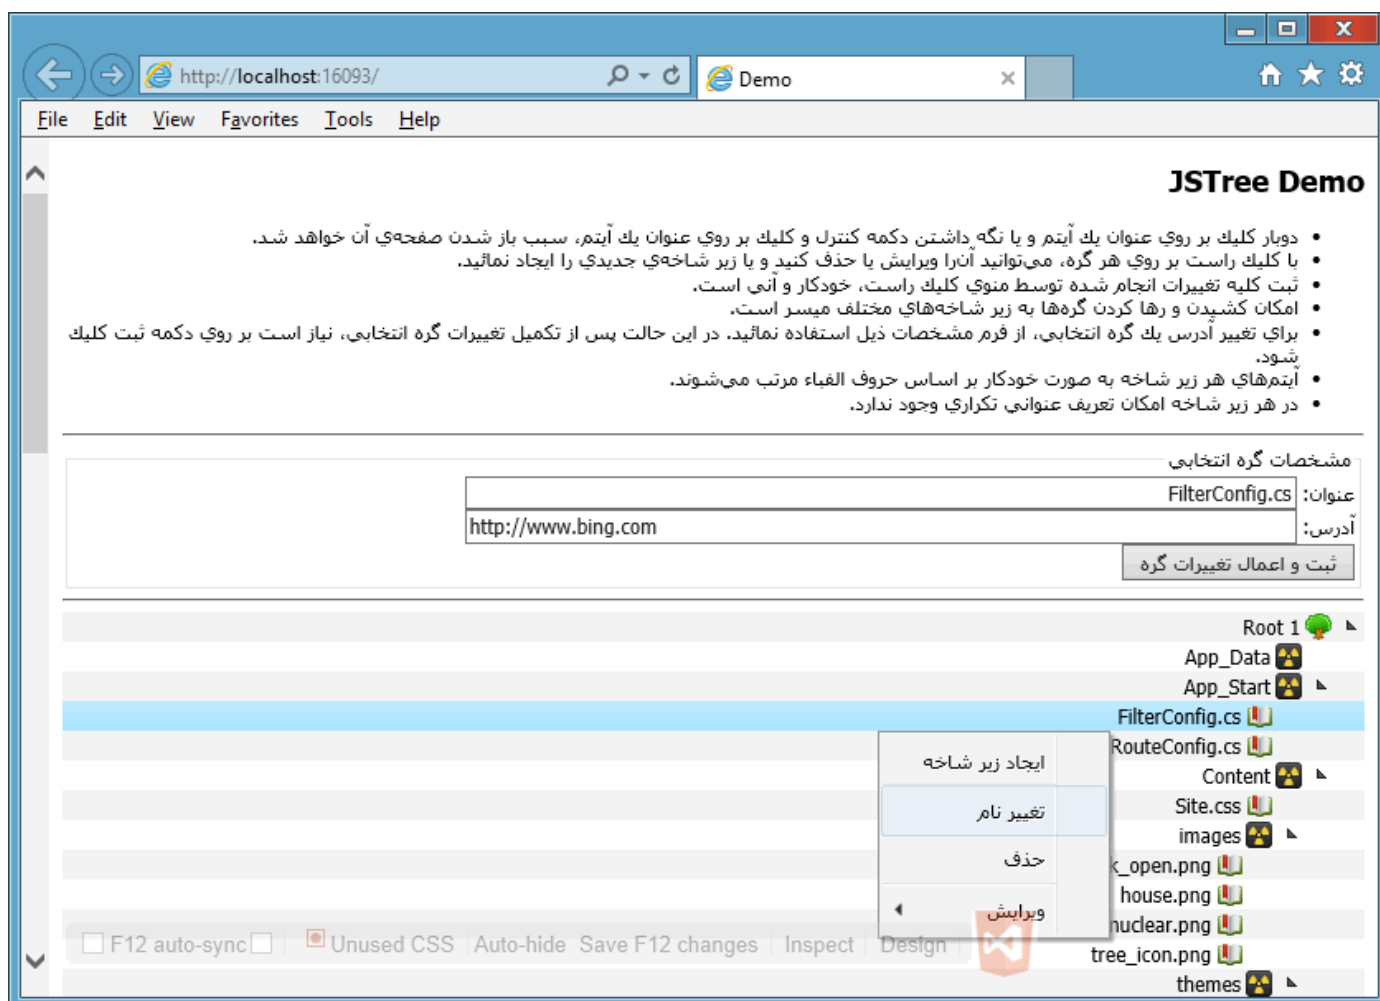 http://localhost:16093/
Demo
File Edit View Favorites Tools Help
JSTree Demo
دوبار كليك بر روي عنوان يك آيتم و يا نگه داشتن دكمه كنترل و كليك بر روي عنوان يك آيتم، سبب باز شدن صفحه‌ي آن خواهد شد.
با كليك راست بر روي هر گره، مي‌توانيد آن‌را ويرايش يا حذف كنيد و يا زير شاخه‌ي جديدي را ايجاد نمائيد.
ثبت كليه تغييرات انجام شده توسط منوي كليك راست، خودكار و آني است.
امكان كشيدن و رها كردن گره‌ها به زير شاخه‌هاي مختلف ميسر است.
براي تغيير آدرس يك گره انتخابي، از فرم مشخصات ذيل استفاده نمائيد. در اين حالت پس از تكميل تغييرات گره انتخابي، نياز است بر روي دكمه ثبت كليك
شود.
آيتم‌هاي هر زير شاخه به صورت خودكار بر اساس حروف الفباء مرتب مي‌شوند.
در هر زير شاخه امكان تعريف عنواني تكراري وجود ندارد.
مشخصات گره انتخابي
عنوان: FilterConfig.cs
آدرس: http://www.bing.com
ثبت و اعمال تغييرات گره
Root 1
App_Data
App_Start
FilterConfig.cs
RouteConfig.cs
Content
Site.css
images
k_open.png
house.png
nuclear.png
tree_icon.png
themes
ايجاد زير شاخه
تغيير نام
حذف
ويرايش
F12 auto-sync Unused CSS Auto-hide Save F12 changes Inspect Design